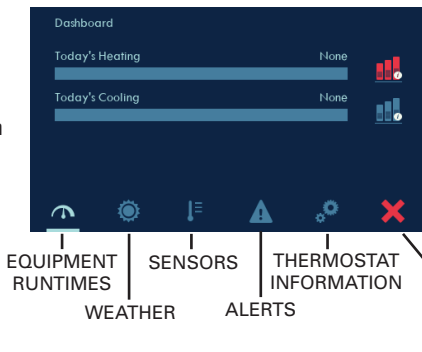 Dashboard
Today's Heating None
Today's Cooling None
EQUIPMENT
RUNTIMES
WEATHER
SENSORS
ALERTS
THERMOSTAT
INFORMATION